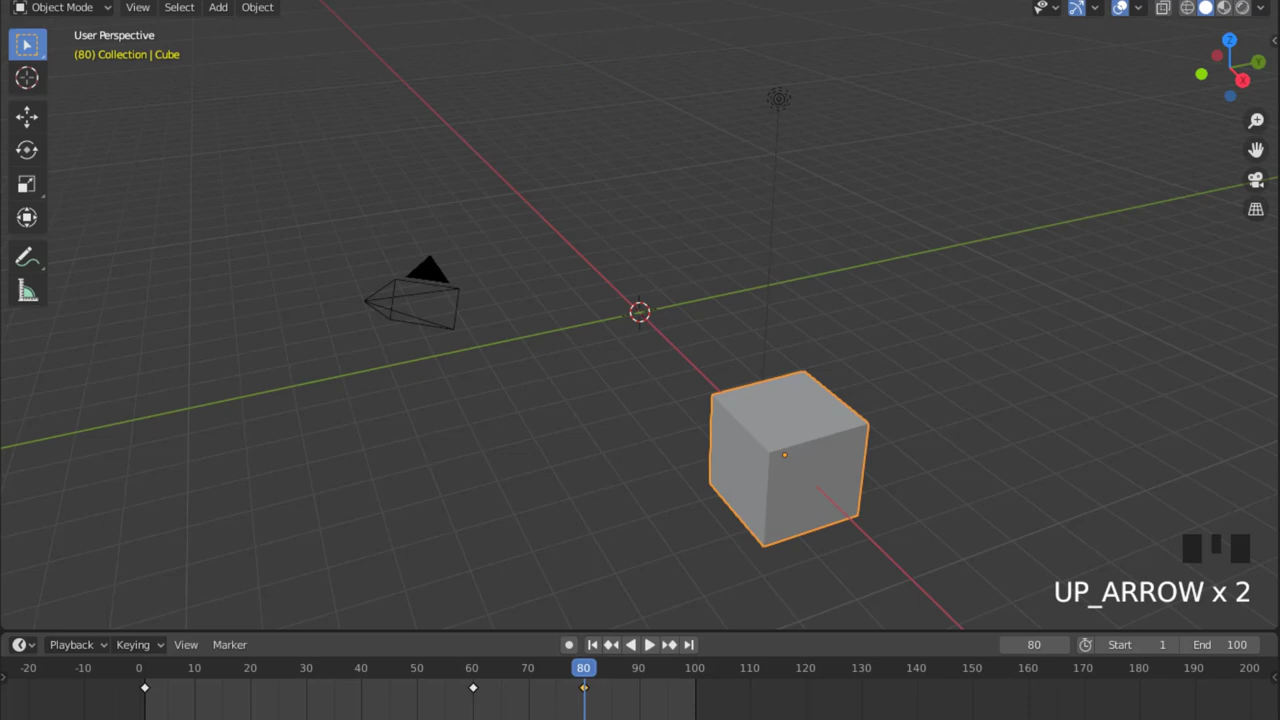 Object Mode View Select Add Object
User Perspective
(80) Collection | Cube
Z
Y
X
UP_ARROW x 2
Playback Keying View Marker 80 Start 1 End 100
-20 -10 0 10 20 30 40 50 60 70 80 90 100 110 120 130 140 150 160 170 180 190 200